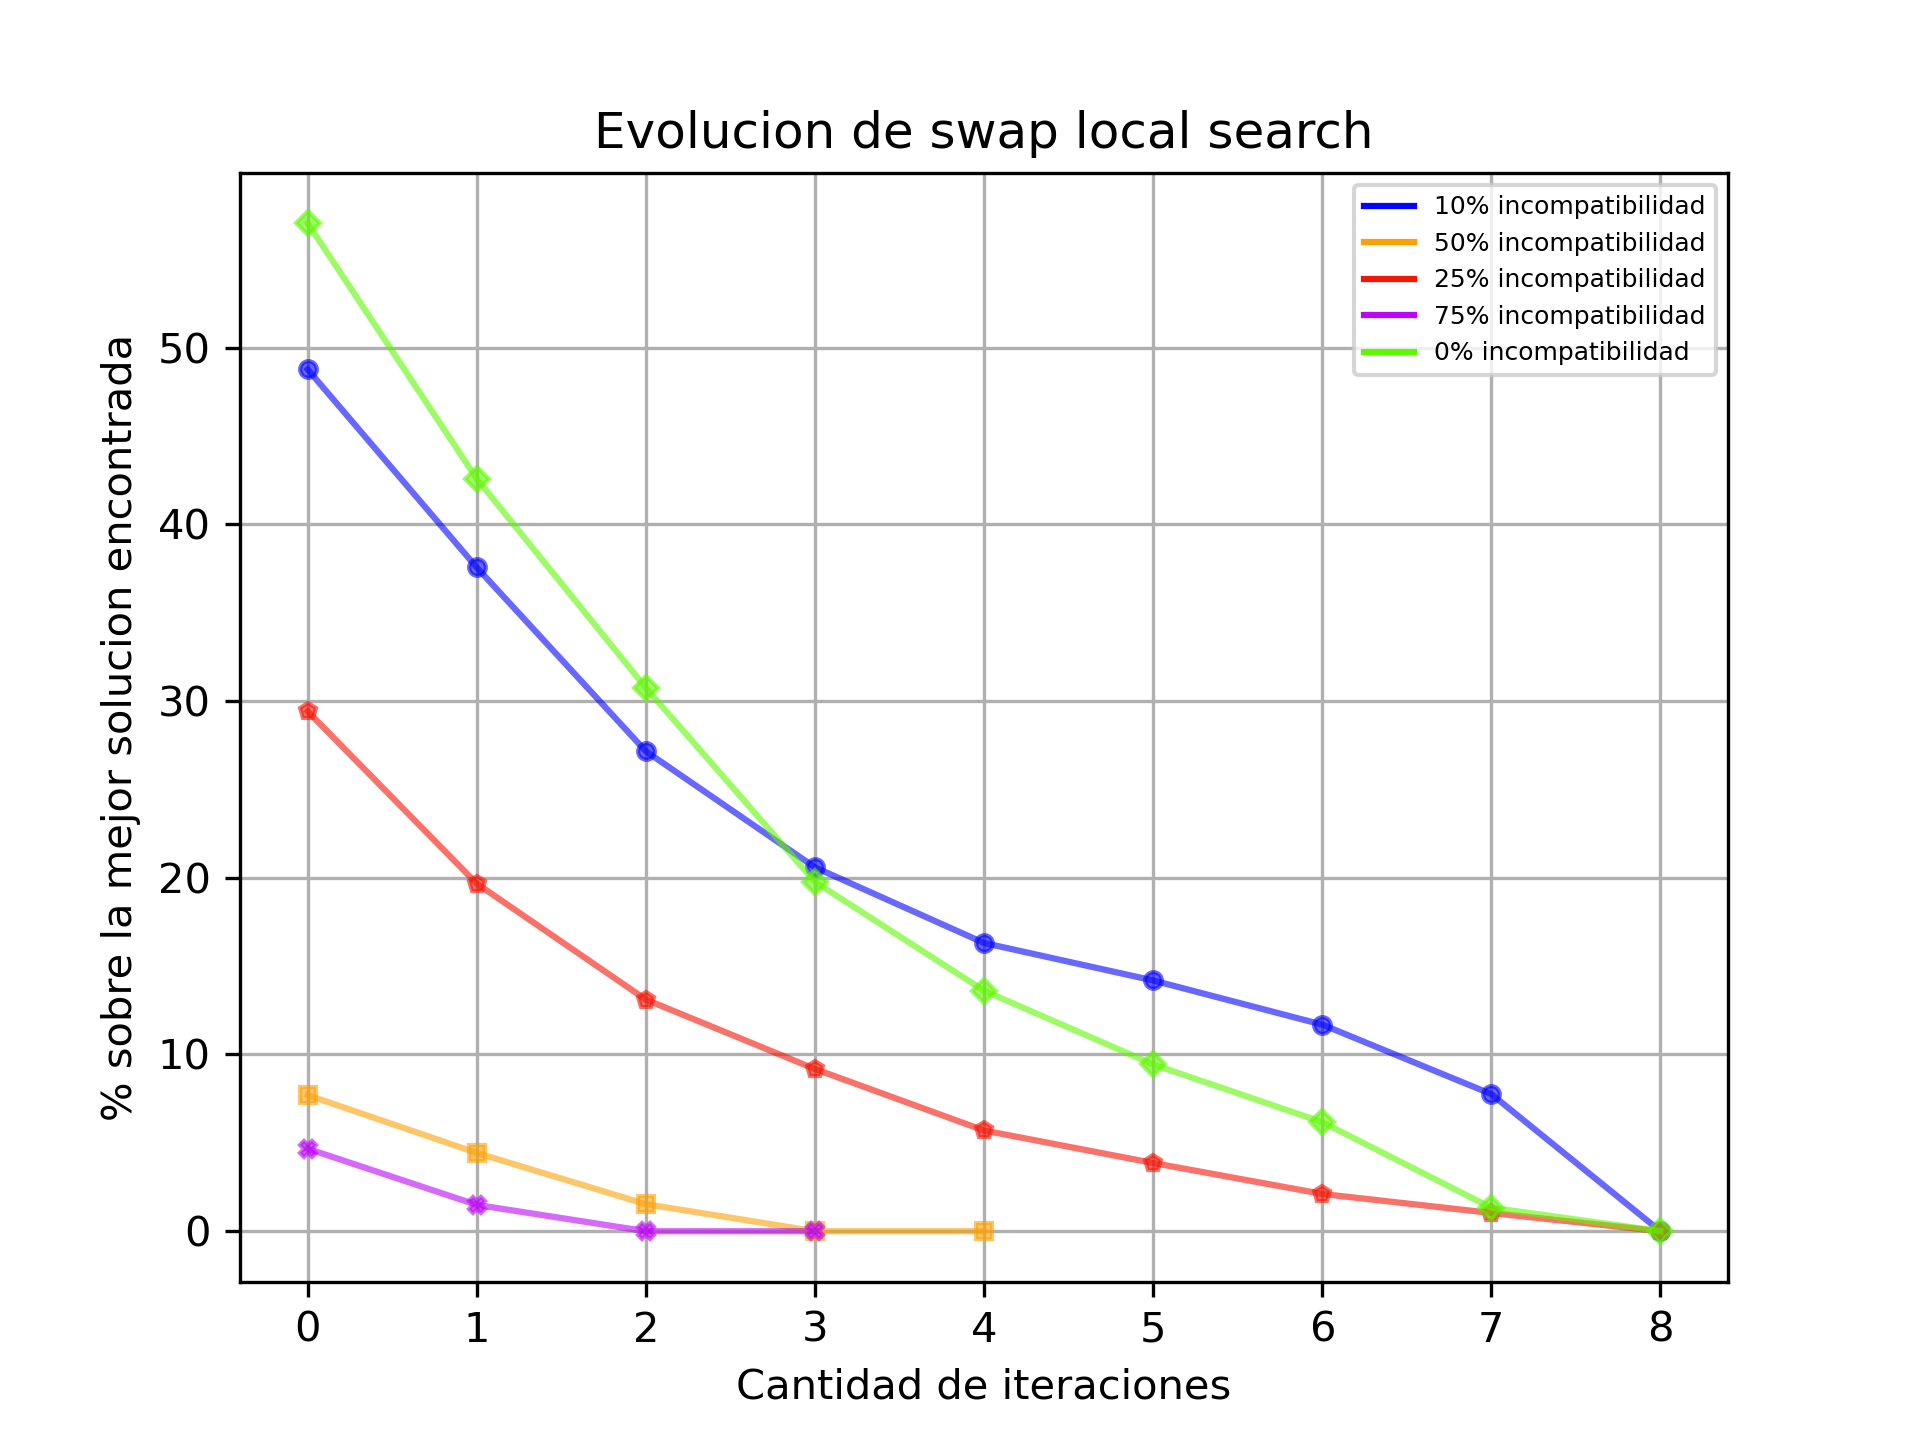 Evolucion de swap local search
10% incompatibilidad
50% incompatibilidad
25% incompatibilidad
75% incompatibilidad
0% incompatibilidad
% sobre la mejor solucion encontrada
50
40
30
20
10
0
0 1 2 3 4 5 6 7 8
Cantidad de iteraciones